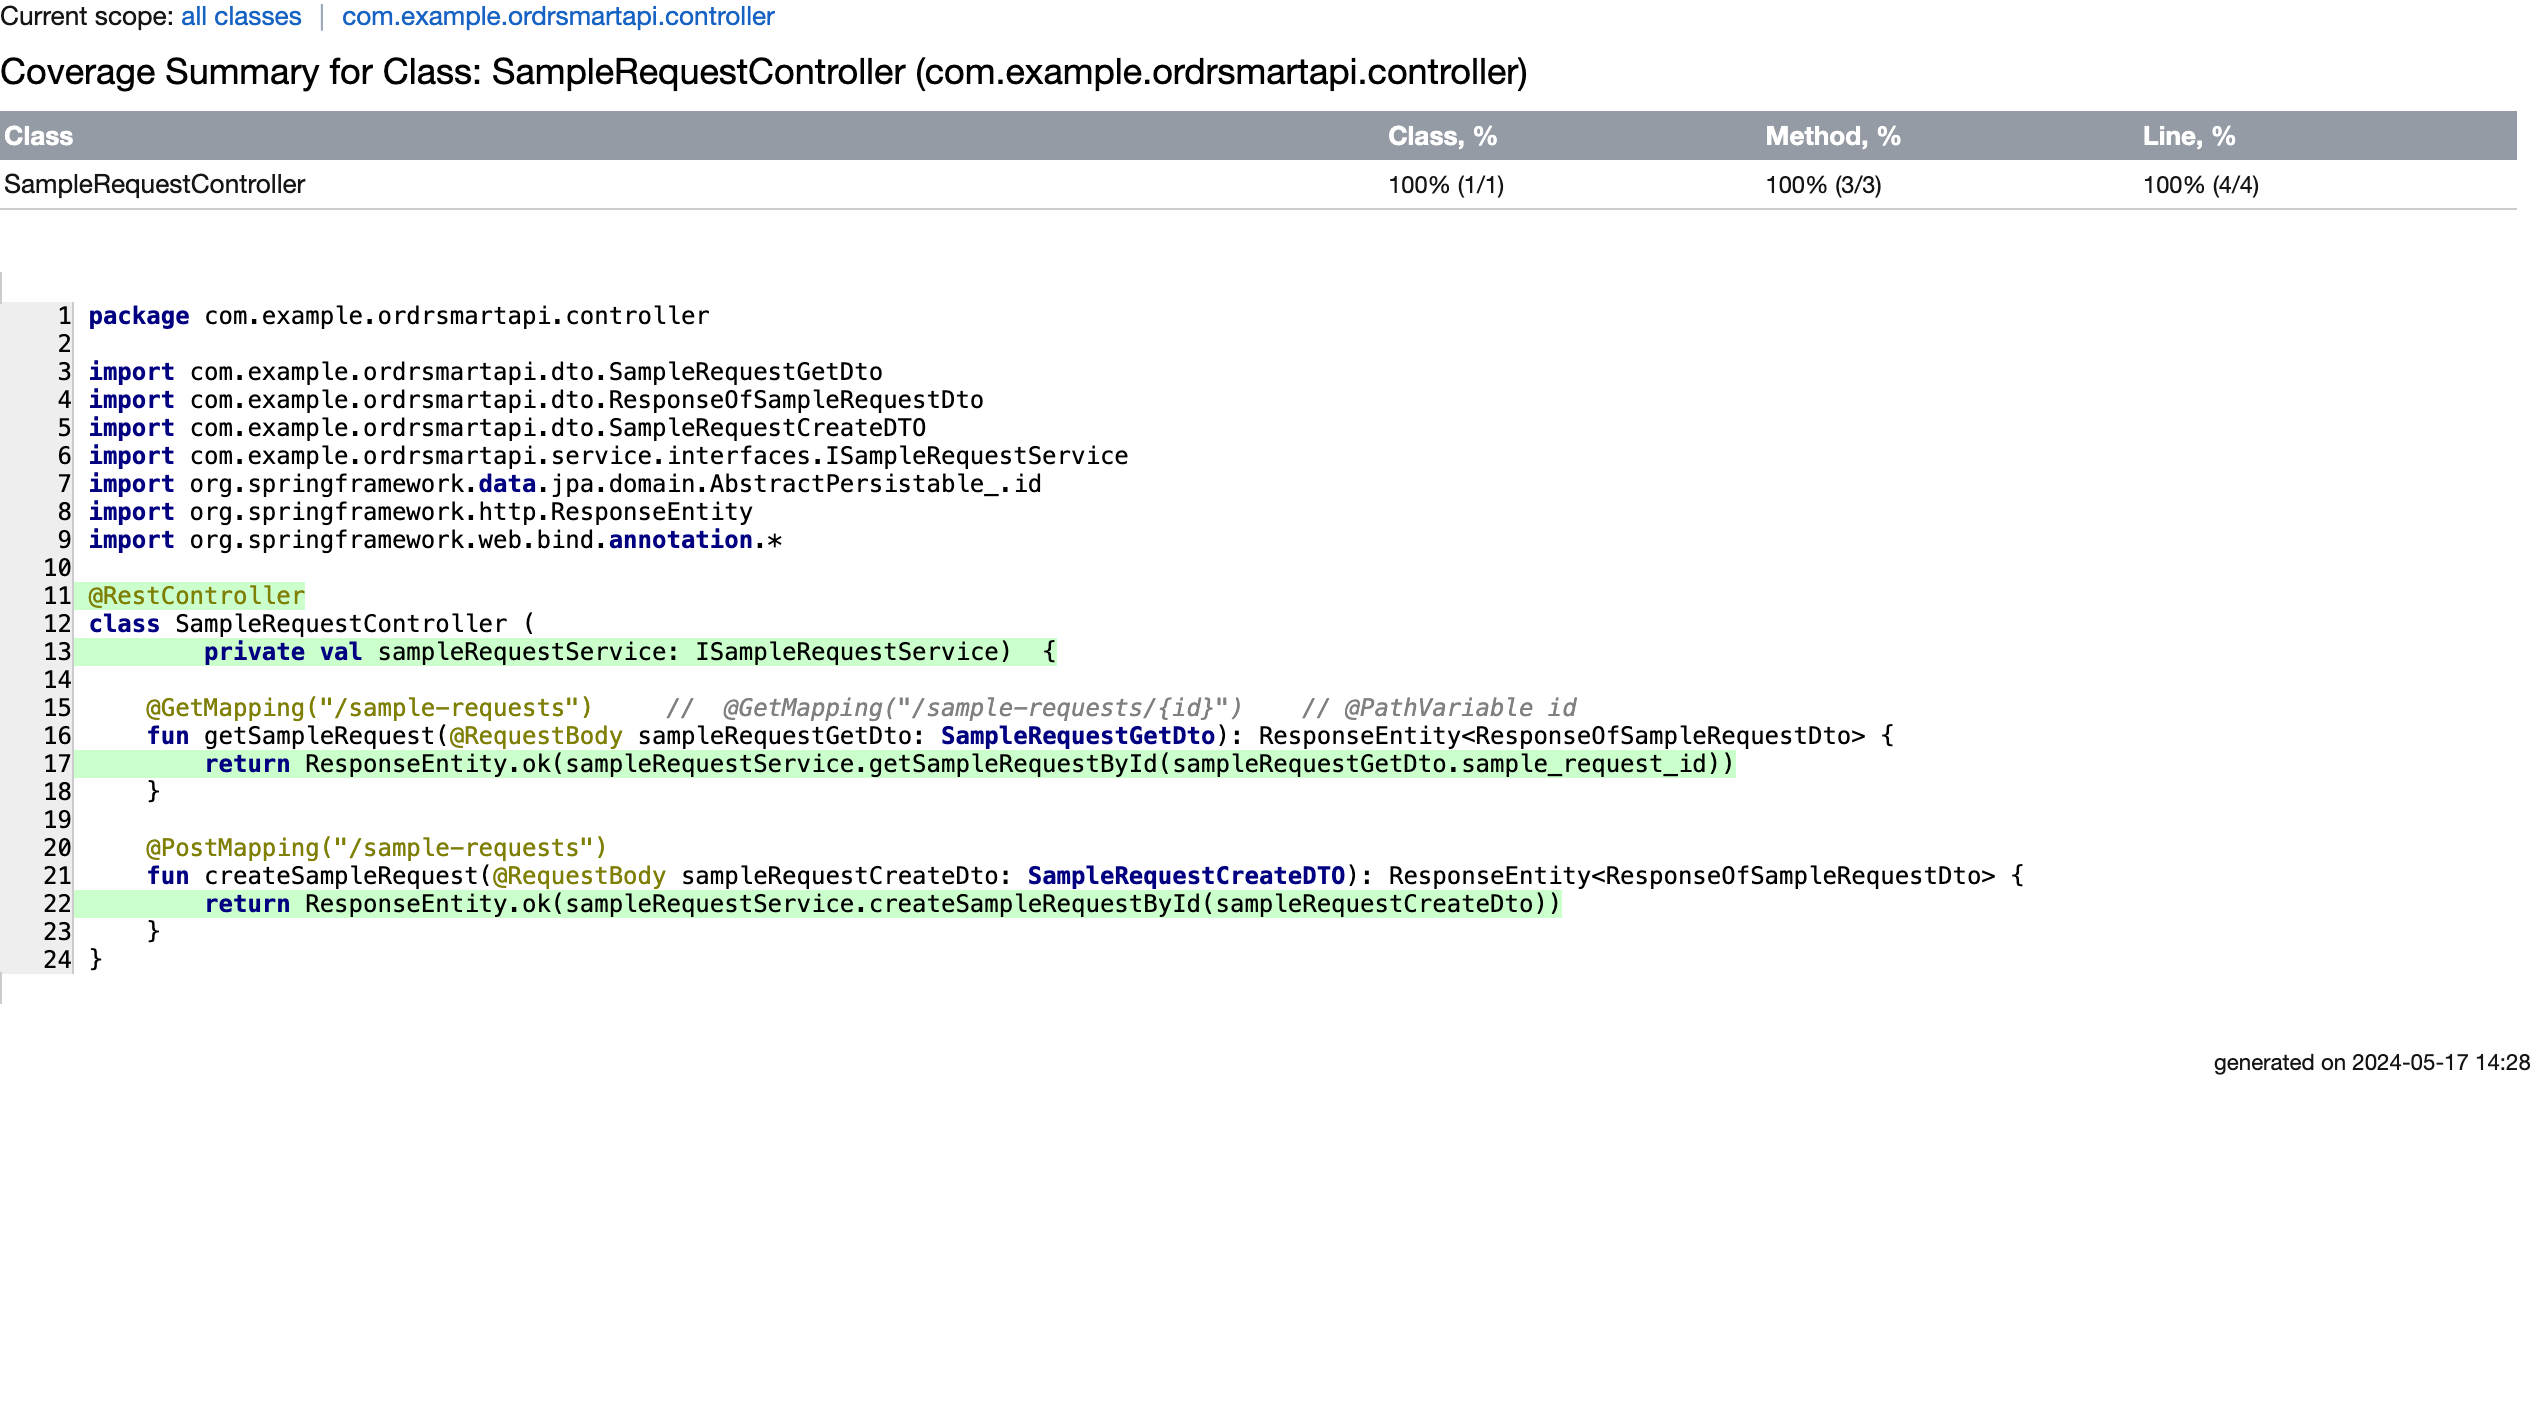 Current scope: all classes | com.example.ordrsmartapi.controller
Coverage Summary for Class: SampleRequestController (com.example.ordrsmartapi.controller)
Class Class, % Method, % Line, %
SampleRequestController 100% (1/1) 100% (3/3) 100% (4/4)
1 package com.example.ordrsmartapi.controller
2
3 import com.example.ordrsmartapi.dto.SampleRequestGetDto
4 import com.example.ordrsmartapi.dto.ResponseOfSampleRequestDto
5 import com.example.ordrsmartapi.dto.SampleRequestCreateDTO
6 import com.example.ordrsmartapi.service.interfaces.ISampleRequestService
7 import org.springframework.data.jpa.domain.AbstractPersistable_.id
8 import org.springframework.http.ResponseEntity
9 import org.springframework.web.bind.annotation.*
10
11 @RestController
12 class SampleRequestController (
13         private val sampleRequestService: ISampleRequestService)  {
14
15     @GetMapping("/sample-requests")     //  @GetMapping("/sample-requests/{id}")    // @PathVariable id
16     fun getSampleRequest(@RequestBody sampleRequestGetDto: SampleRequestGetDto): ResponseEntity<ResponseOfSampleRequestDto> {
17         return ResponseEntity.ok(sampleRequestService.getSampleRequestById(sampleRequestGetDto.sample_request_id))
18     }
19
20     @PostMapping("/sample-requests")
21     fun createSampleRequest(@RequestBody sampleRequestCreateDto: SampleRequestCreateDTO): ResponseEntity<ResponseOfSampleRequestDto> {
22         return ResponseEntity.ok(sampleRequestService.createSampleRequestById(sampleRequestCreateDto))
23     }
24 }
generated on 2024-05-17 14:28